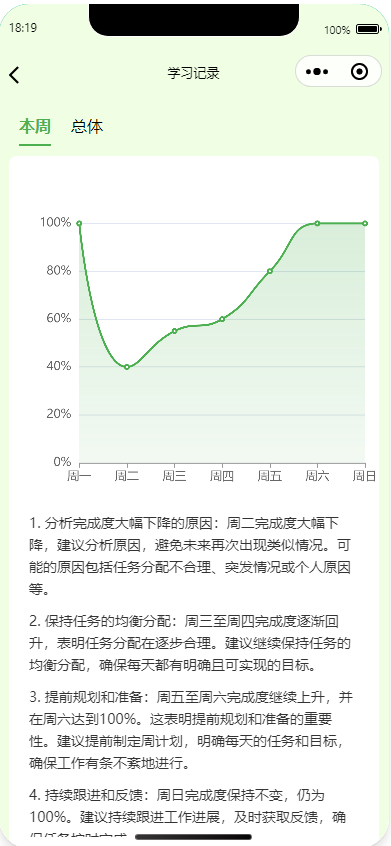 18:19
100%
学习记录
本周 总体
100%
80%
60%
40%
20%
0%
周一 周二 周三 周四 周五 周六 周日
1. 分析完成度大幅下降的原因：周二完成度大幅下
降，建议分析原因，避免未来再次出现类似情况。可
能的原因包括任务分配不合理、突发情况或个人原因
等。
2. 保持任务的均衡分配：周三至周四完成度逐渐回
升，表明任务分配在逐步合理。建议继续保持任务的
均衡分配，确保每天都有明确且可实现的目标。
3. 提前规划和准备：周五至周六完成度继续上升，并
在周六达到100%。这表明提前规划和准备的重要
性。建议提前制定周计划，明确每天的任务和目标，
确保工作有条不紊地进行。
4. 持续跟进和反馈：周日完成度保持不变，仍为
100%。建议持续跟进工作进展，及时获取反馈，确
保任务按时完成